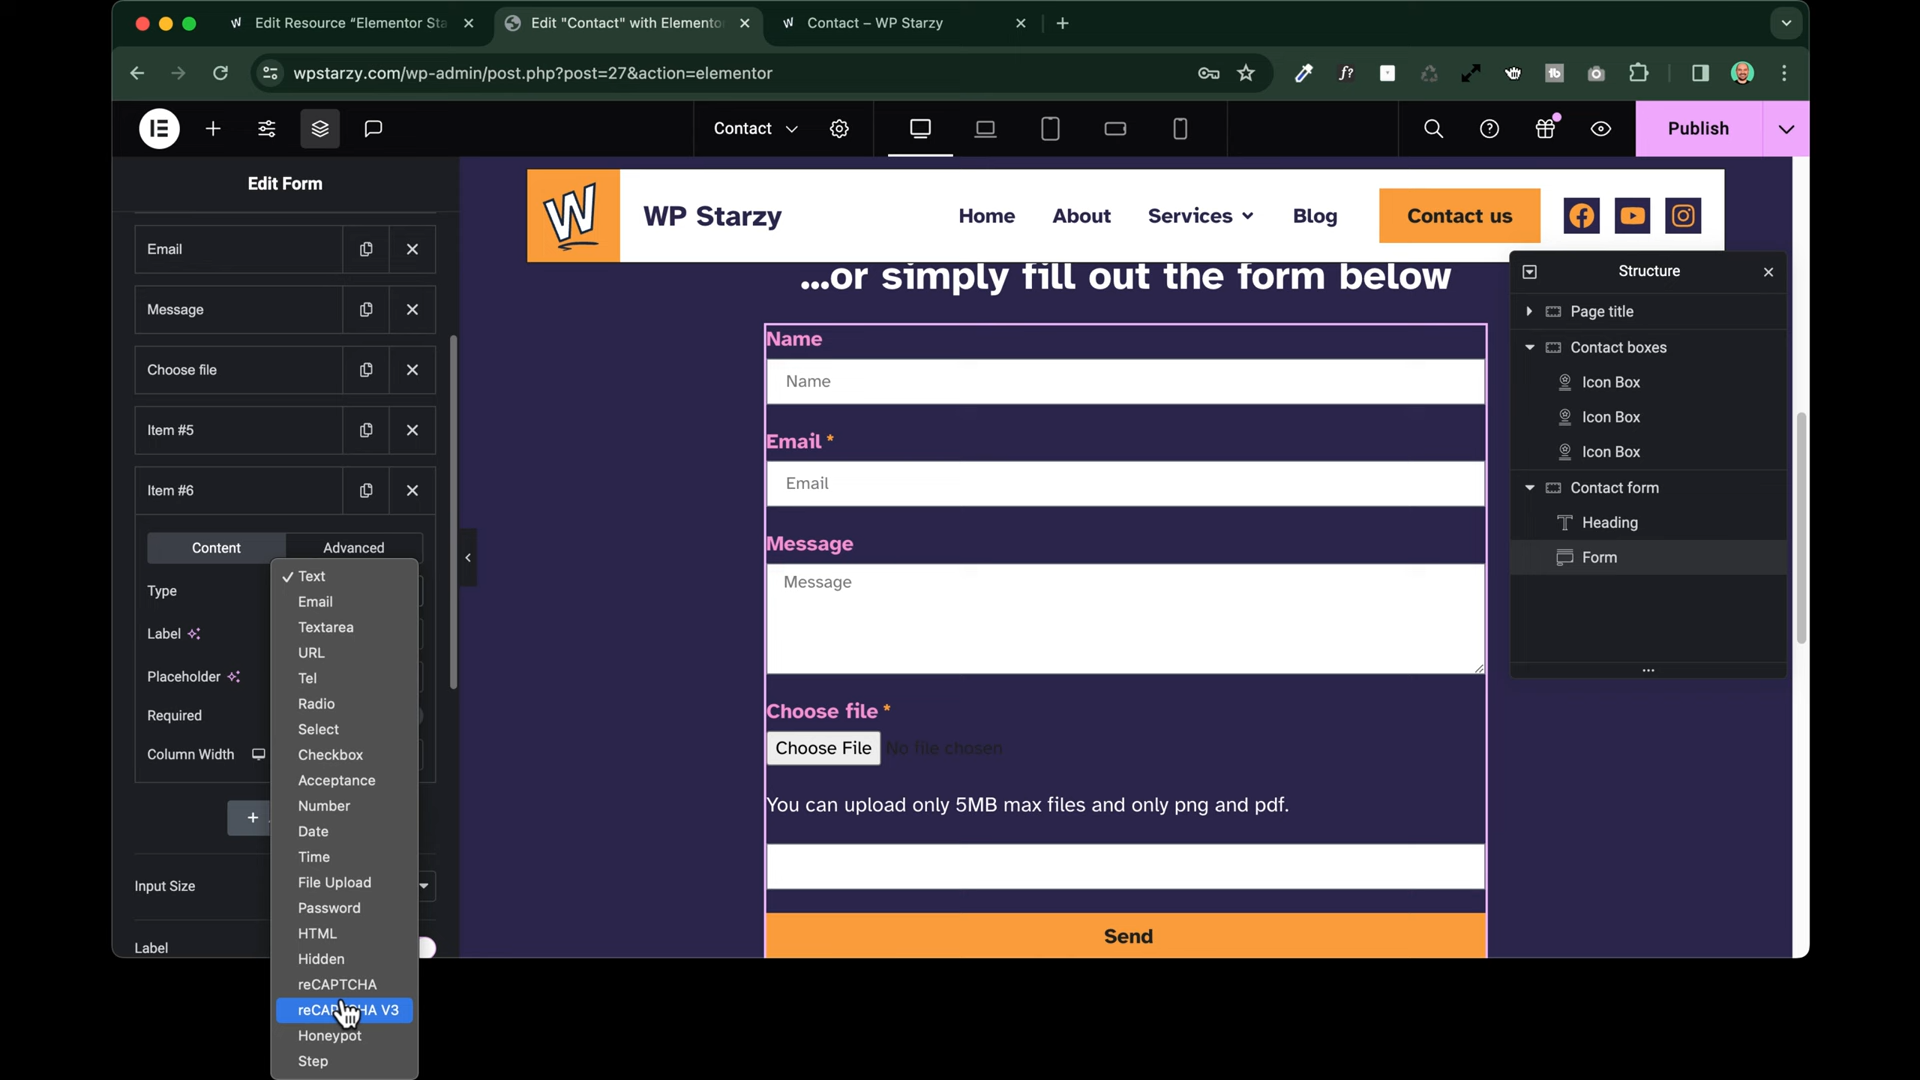 Edit Resource “Elementor Sta
Edit "Contact" with Elemento
Contact – WP Starzy
wpstarzy.com/wp-admin/post.php?post=27&action=elementor
Contact
Publish
Edit Form
Email
Message
Choose file
Item #5
Item #6
Content
Advanced
Type
Label
Placeholder
Required
Column Width
Input Size
Label
Text
Email
Textarea
URL
Tel
Radio
Select
Checkbox
Acceptance
Number
Date
Time
File Upload
Password
HTML
Hidden
reCAPTCHA
reCAPTCHA V3
Honeypot
Step
W
WP Starzy
Home
About
Services
Blog
Contact us
...or simply fill out the form below
Name
Name
Email *
Email
Message
Message
Choose file *
Choose File
No file chosen
You can upload only 5MB max files and only png and pdf.
Send
Structure
Page title
Contact boxes
Icon Box
Icon Box
Icon Box
Contact form
Heading
Form